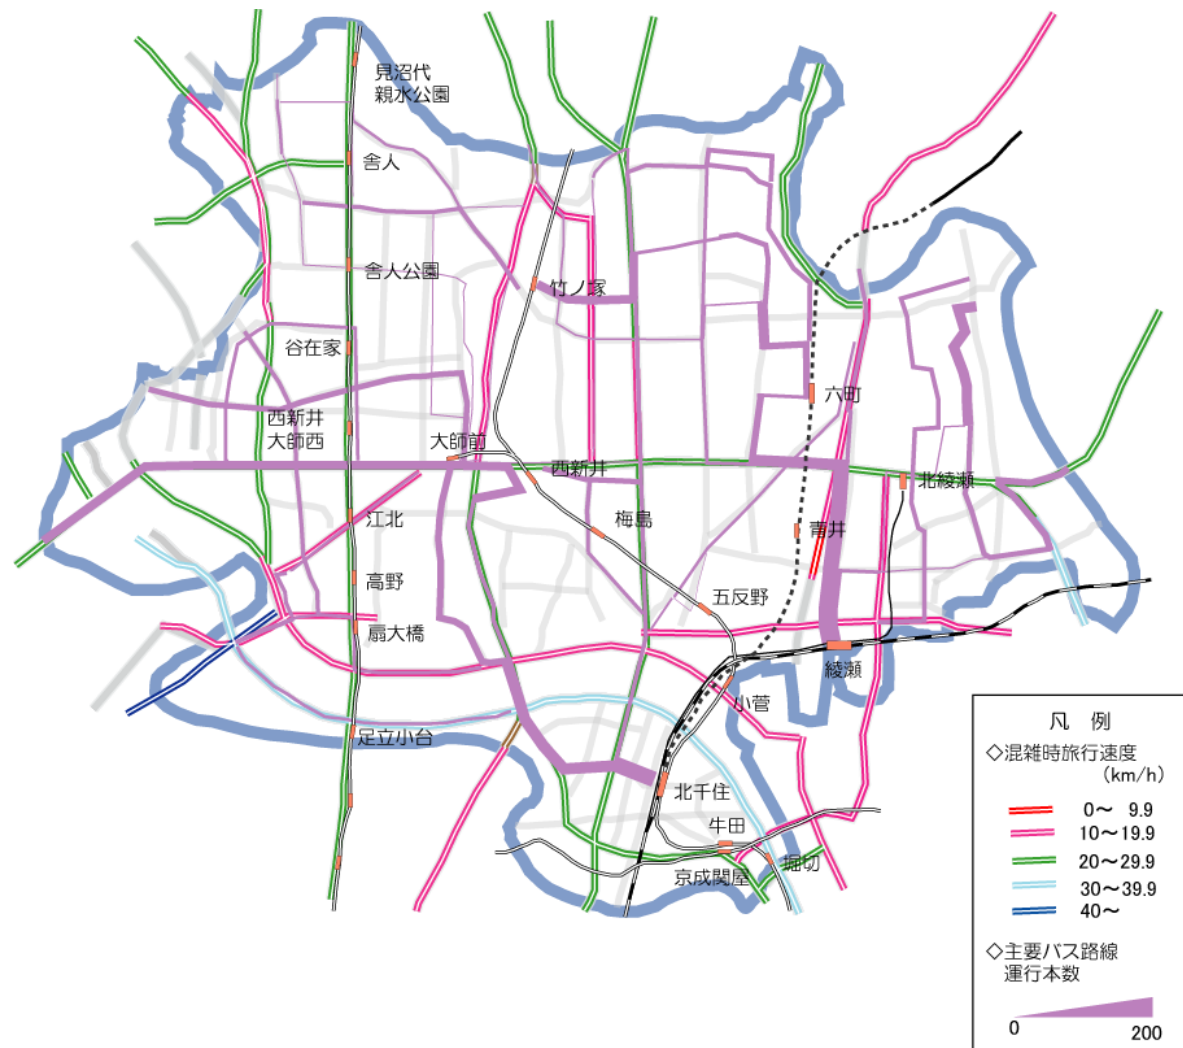 見沼代
親水公園
舎人
舎人公園
竹ノ塚
谷在家
六町
西新井
大師西
大師前
西新井
北綾瀬
江北
梅島
青井
高野
五反野
扇大橋
綾瀬
小菅
足立小台
北千住
牛田
京成関屋
堀切
凡 例
◇混雑時旅行速度
(km/h)
0～ 9.9
10～19.9
20～29.9
30～39.9
40～
◇主要バス路線
運行本数
0
200